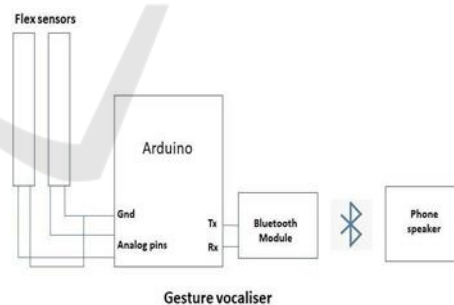 Flex sensors
Arduino
Gnd
Analog pins
Tx
Rx
Bluetooth
Module
Phone
speaker
Gesture vocaliser